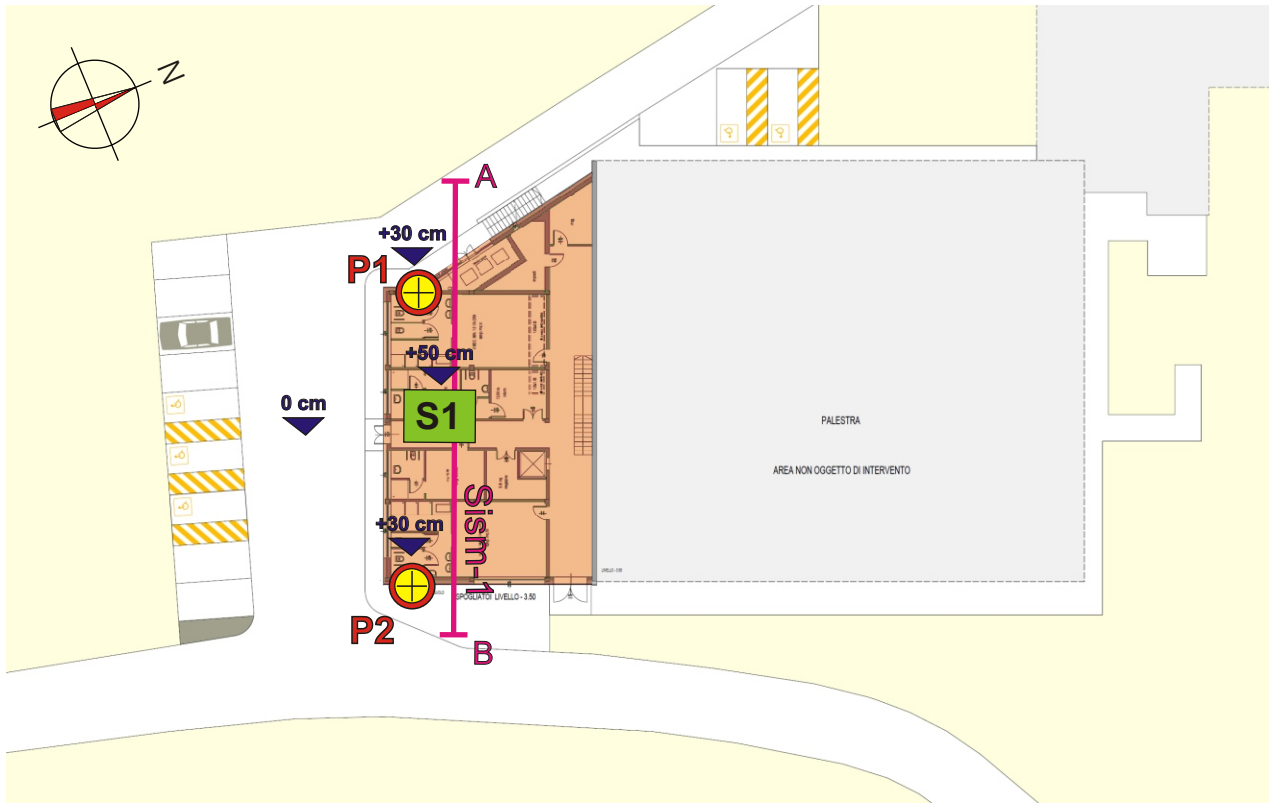 N
A
+30 cm
P1
+50 cm
0 cm
S1
PALESTRA
AREA NON OGGETTO DI INTERVENTO
Sism-1
+30 cm
SPOGLIATOI LIVELLO - 3.50
P2
B